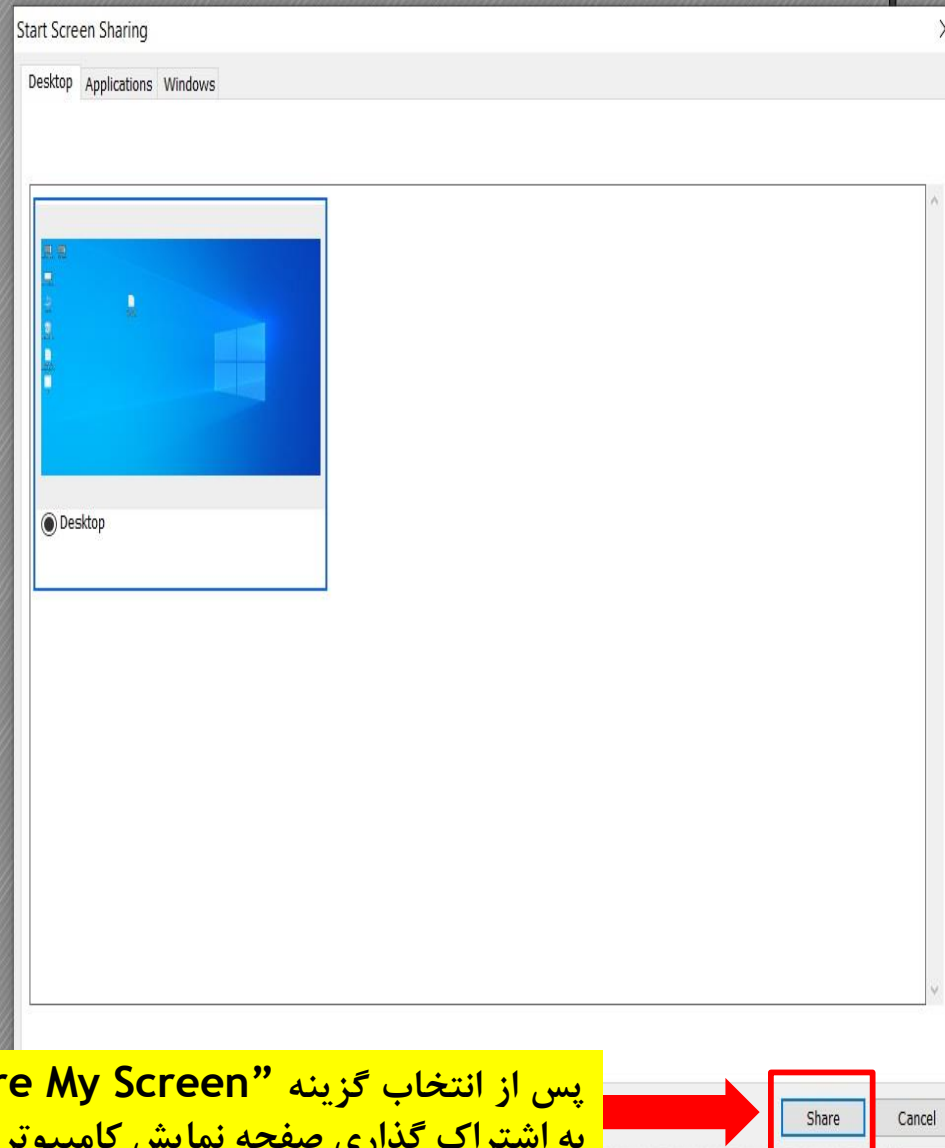 Start Screen Sharing
Desktop Applications Windows
Desktop
پس از انتخاب گزینه “re My Screen
به اشتراک گذاری صفحه نمایش کامپیوتر
Share Cancel